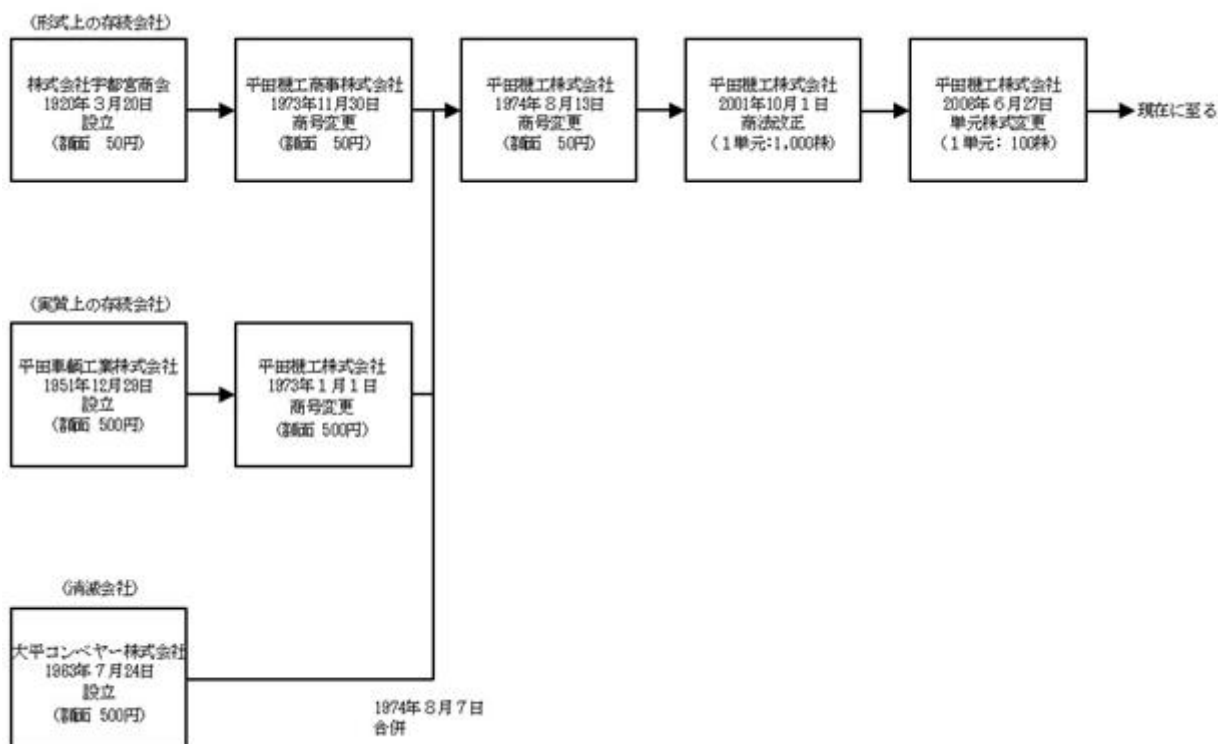 (形式上の存続会社)
株式会社宇都宮商会
1920年3月20日
設立
(額面 50円)
平田機工商事株式会社
1973年11月30日
商号変更
(額面 50円)
平田機工株式会社
1974年8月13日
商号変更
(額面 50円)
平田機工株式会社
2001年10月1日
商法改正
(1単元:1,000株)
平田機工株式会社
2006年6月27日
単元株式変更
(1単元: 100株)
現在に至る
(実質上の存続会社)
平田車輌工業株式会社
1951年12月29日
設立
(額面 500円)
平田機工株式会社
1973年1月1日
商号変更
(額面 500円)
(消滅会社)
大平コンベヤー株式会社
1963年7月24日
設立
(額面 500円)
1974年8月7日
合併